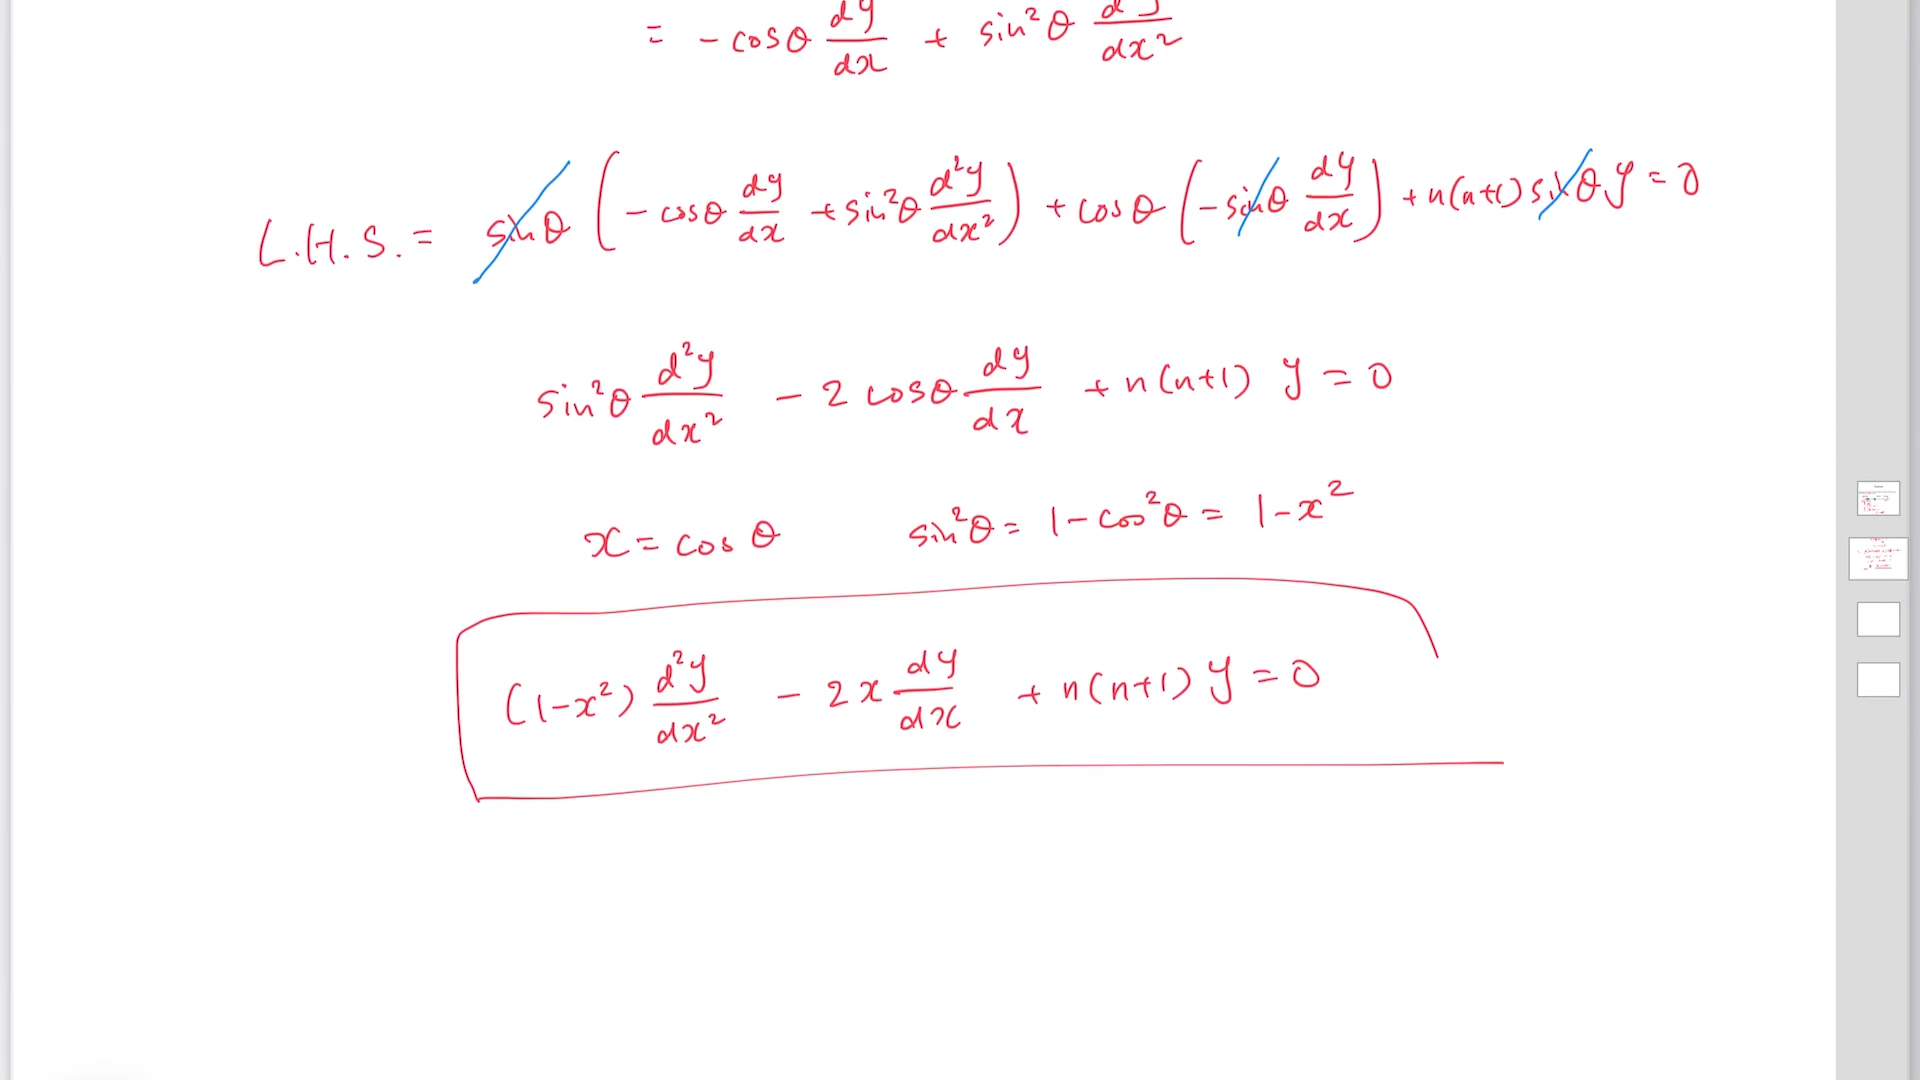 = - cosθ dy/dx + sin²θ d y/dx²
L.H.S. = sinθ ( - cosθ dy/dx + sin²θ d²y/dx² ) + cosθ ( - sinθ dy/dx ) + n(n+1) sinθ y = 0
sin²θ d²y/dx² - 2 cosθ dy/dx + n(n+1) y = 0
x = cos θ sin²θ = 1 - cos²θ = 1 - x²
(1-x²) d²y/dx² - 2x dy/dx + n(n+1) y = 0